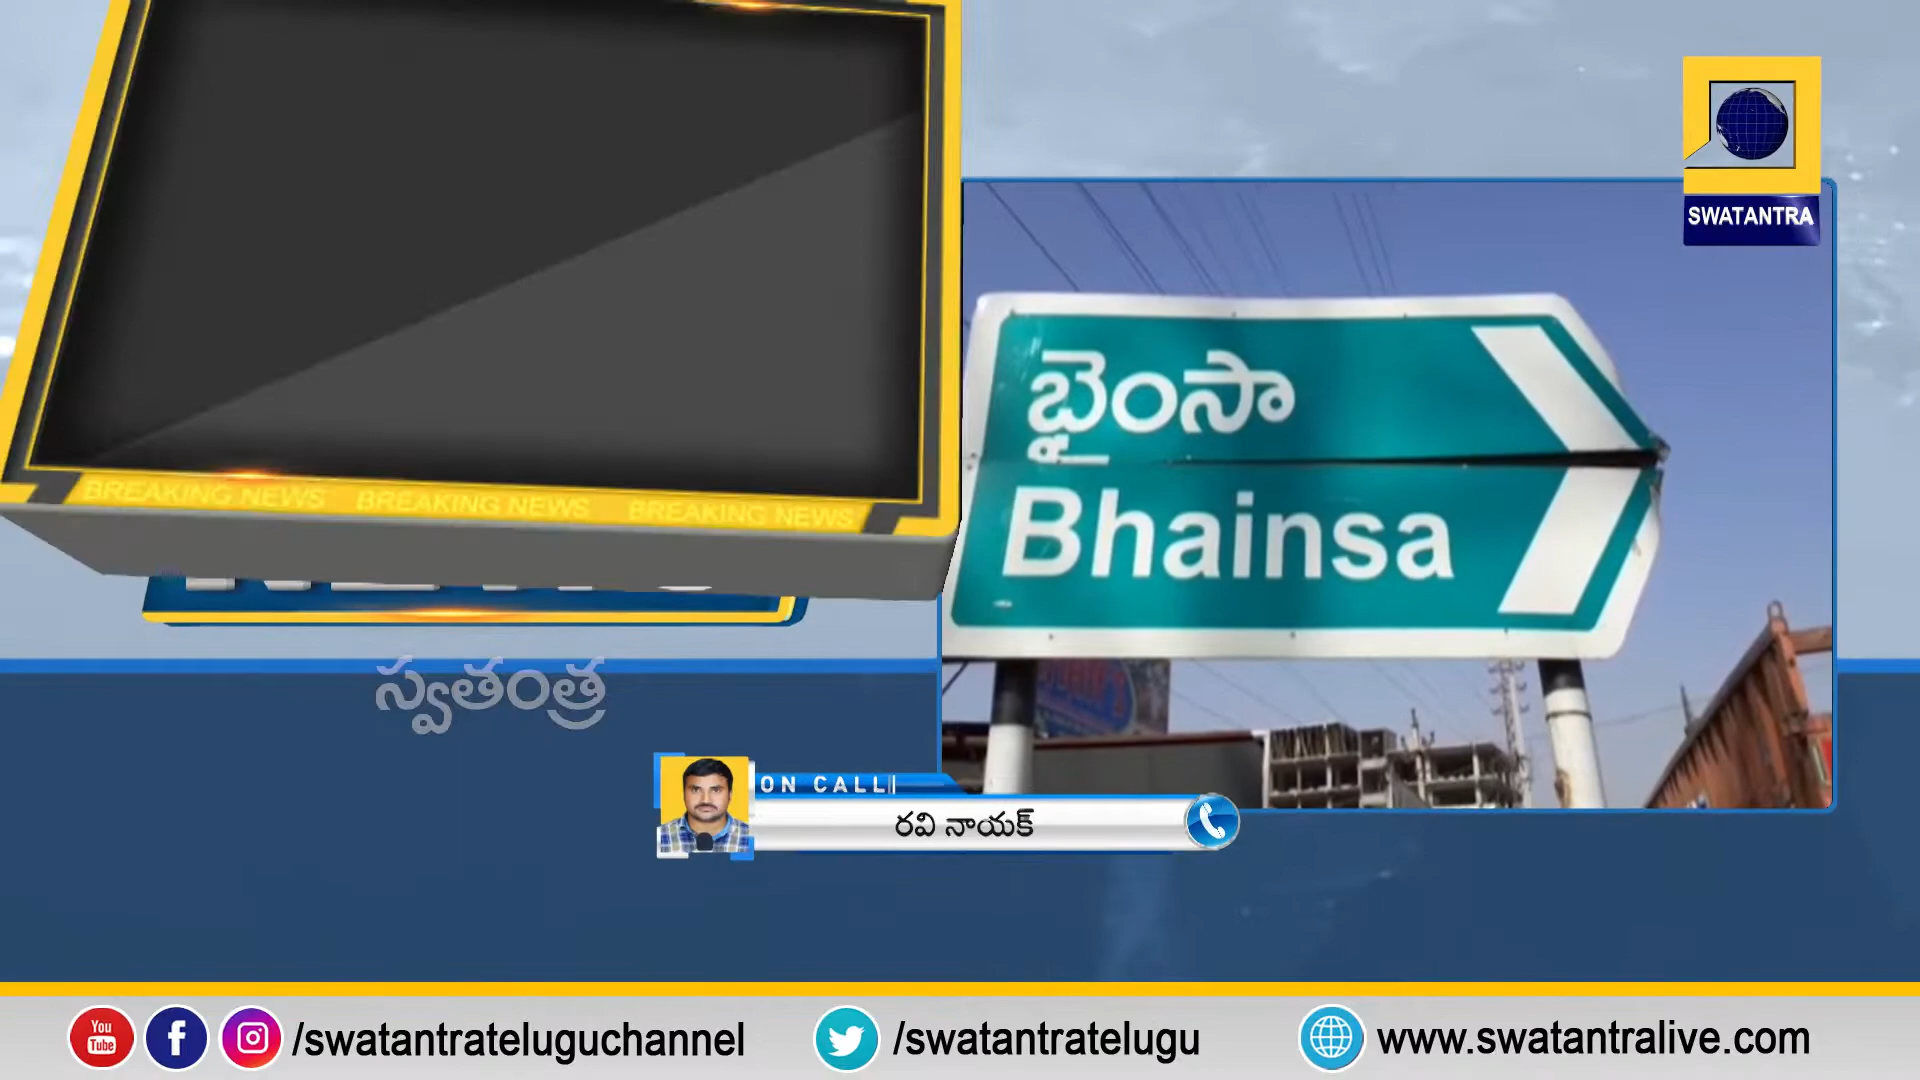 SWATANTRA
భైంసా
Bhainsa
BREAKING NEWS BREAKING NEWS BREAKING NEWS
స్వతంత్ర
ON CALL
రవి నాయక్
You Tube
/swatantrateluguchannel
/swatantratelugu
www.swatantralive.com